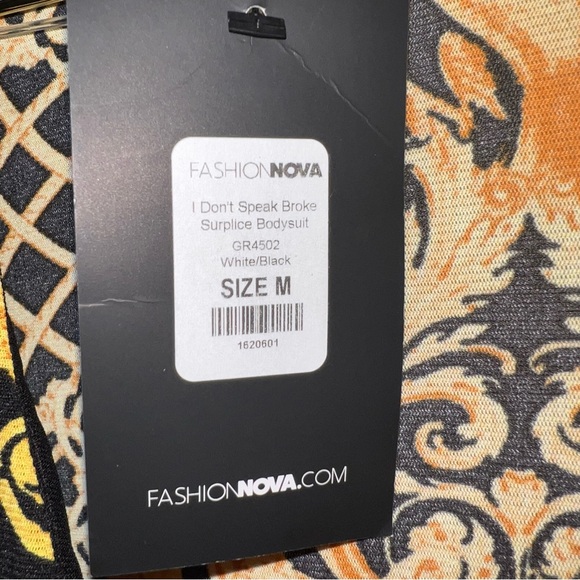 FASHIONNOVA
I Don't Speak Broke
Surplice Bodysuit
GR4502
White/Black
SIZE M
1620601
FASHIONNOVA.COM